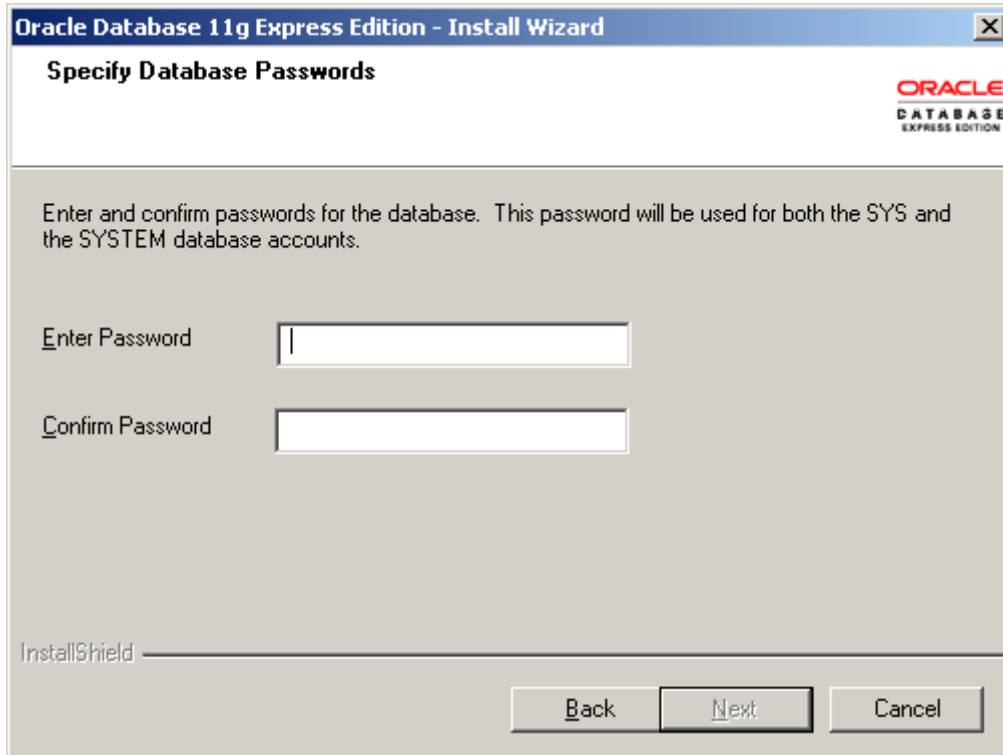 Oracle Database 11g Express Edition - Install Wizard
Specify Database Passwords
ORACLE
DATABASE
EXPRESS EDITION
Enter and confirm passwords for the database.  This password will be used for both the SYS and
the SYSTEM database accounts.
Enter Password
Confirm Password
InstallShield
Back Next Cancel